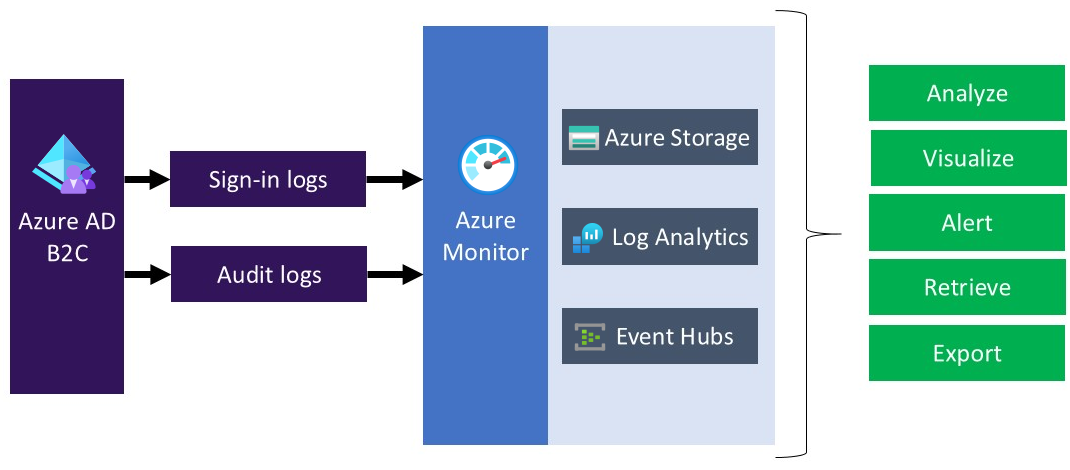 Azure AD
B2C
Sign-in logs
Audit logs
Azure
Monitor
Azure Storage
Log Analytics
Event Hubs
Analyze
Visualize
Alert
Retrieve
Export